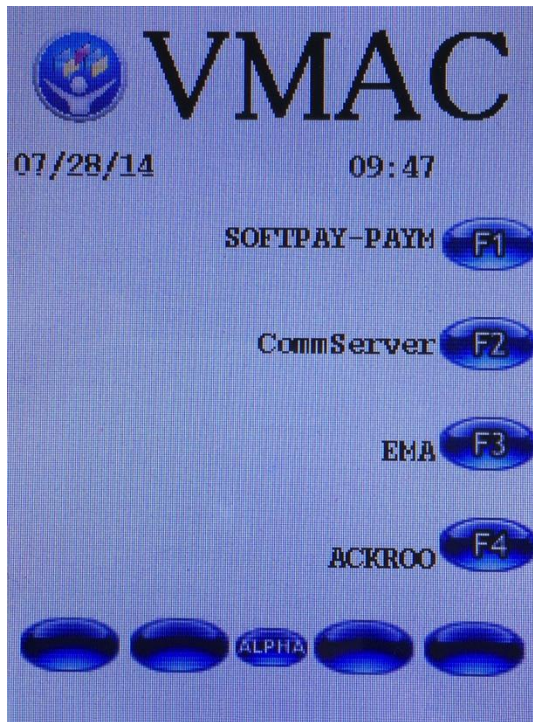 VMAC
07/28/14 09:47
SOFTPAY-PAYM F1
CommServer F2
EMA F3
ACKROO F4
ALPHA